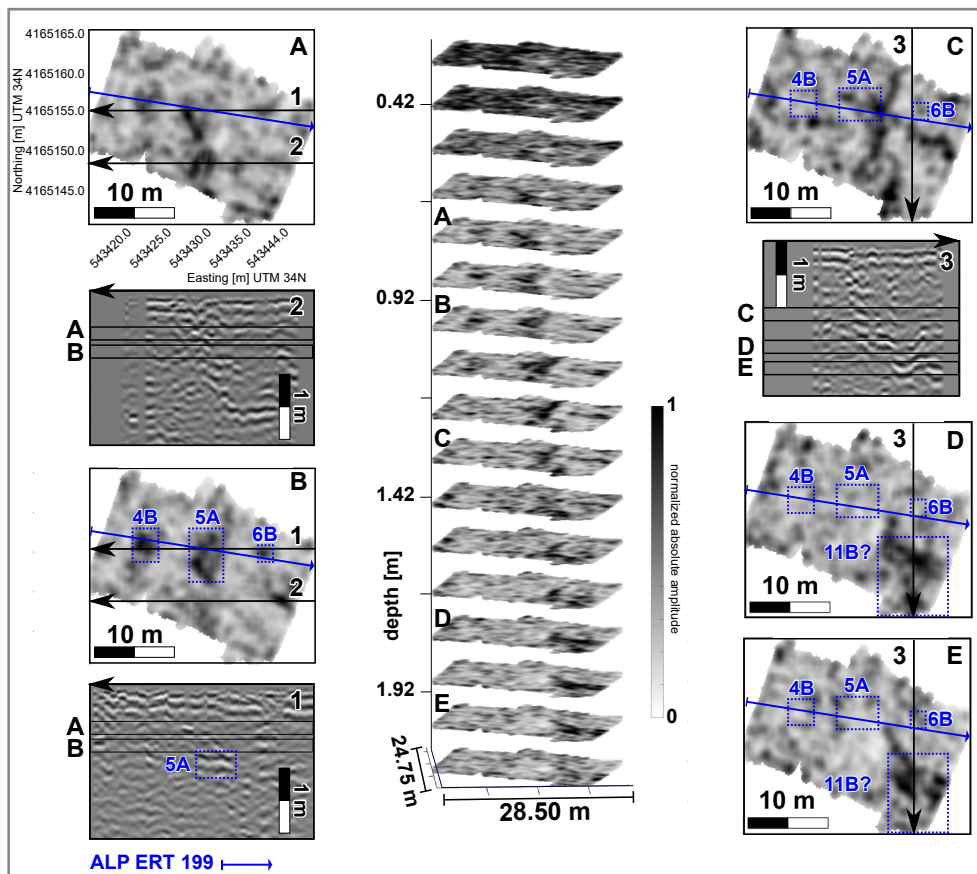 4165165.0
4165160.0
4165155.0
4165150.0
4165145.0
Northing [m] UTM 34N
A
1
2
10 m
543420.0
543425.0
543430.0
543435.0
543444.0
Easting [m] UTM 34N
2
A
B
1 m
B
4B
5A
6B
1
2
10 m
1
A
B
5A
1 m
ALP ERT 199
0.42
A
0.92
B
C
1.42
depth [m]
D
1.92
E
24.75 m
28.50 m
1
normalized absolute amplitude
0
3
C
4B
5A
6B
10 m
3
1 m
C
D
E
3
D
4B
5A
6B
11B?
10 m
3
E
4B
5A
6B
11B?
10 m